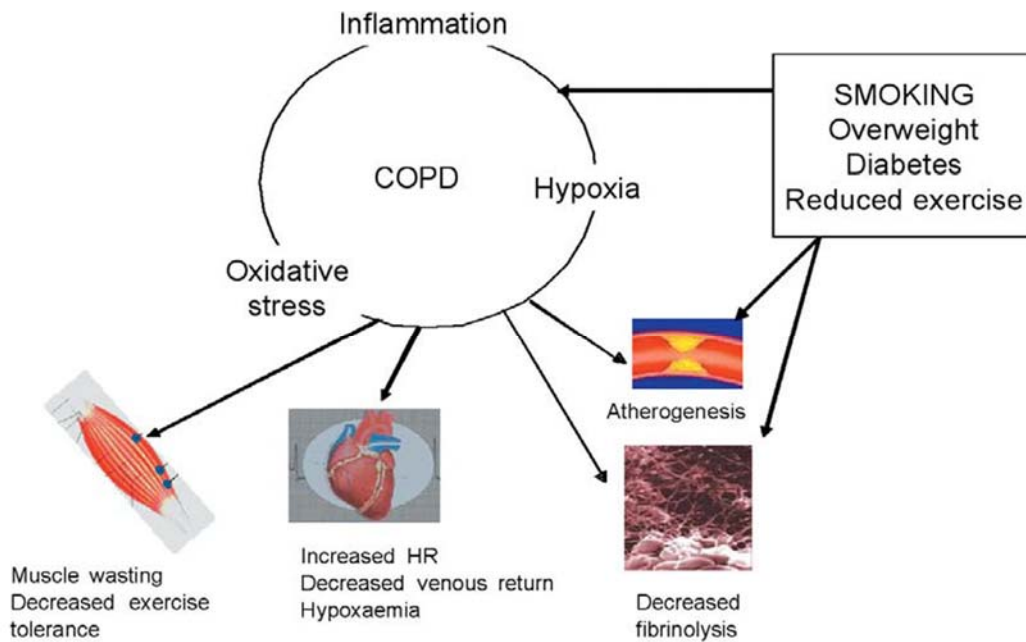 Inflammation
SMOKING
Overweight
Diabetes
Reduced exercise
COPD
Hypoxia
Oxidative
stress
Atherogenesis
Muscle wasting
Decreased exercise
tolerance
Increased HR
Decreased venous return
Hypoxaemia
Decreased
fibrinolysis